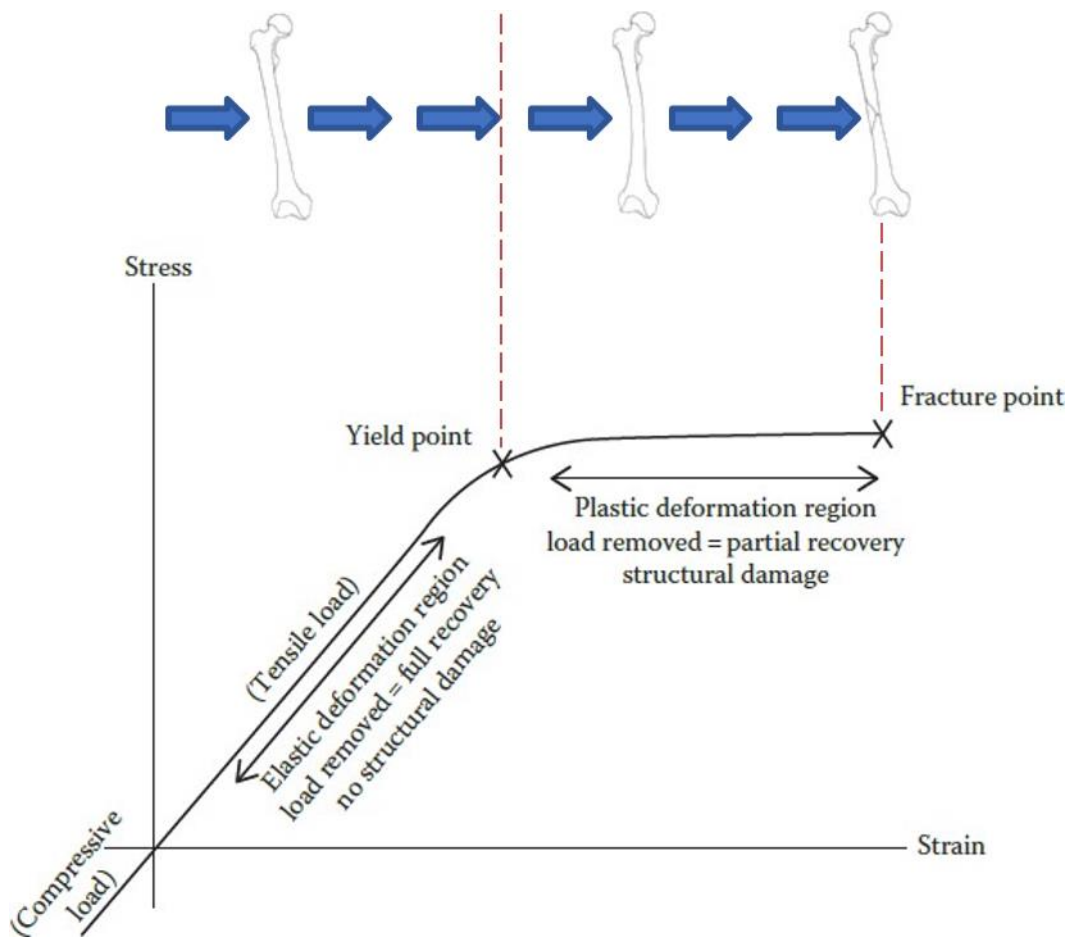 Stress
Fracture point
Yield point
Plastic deformation region
load removed = partial recovery
structural damage
(Tensile load)
Elastic deformation region
load removed = full recovery
no structural damage
Strain
(Compressive
load)